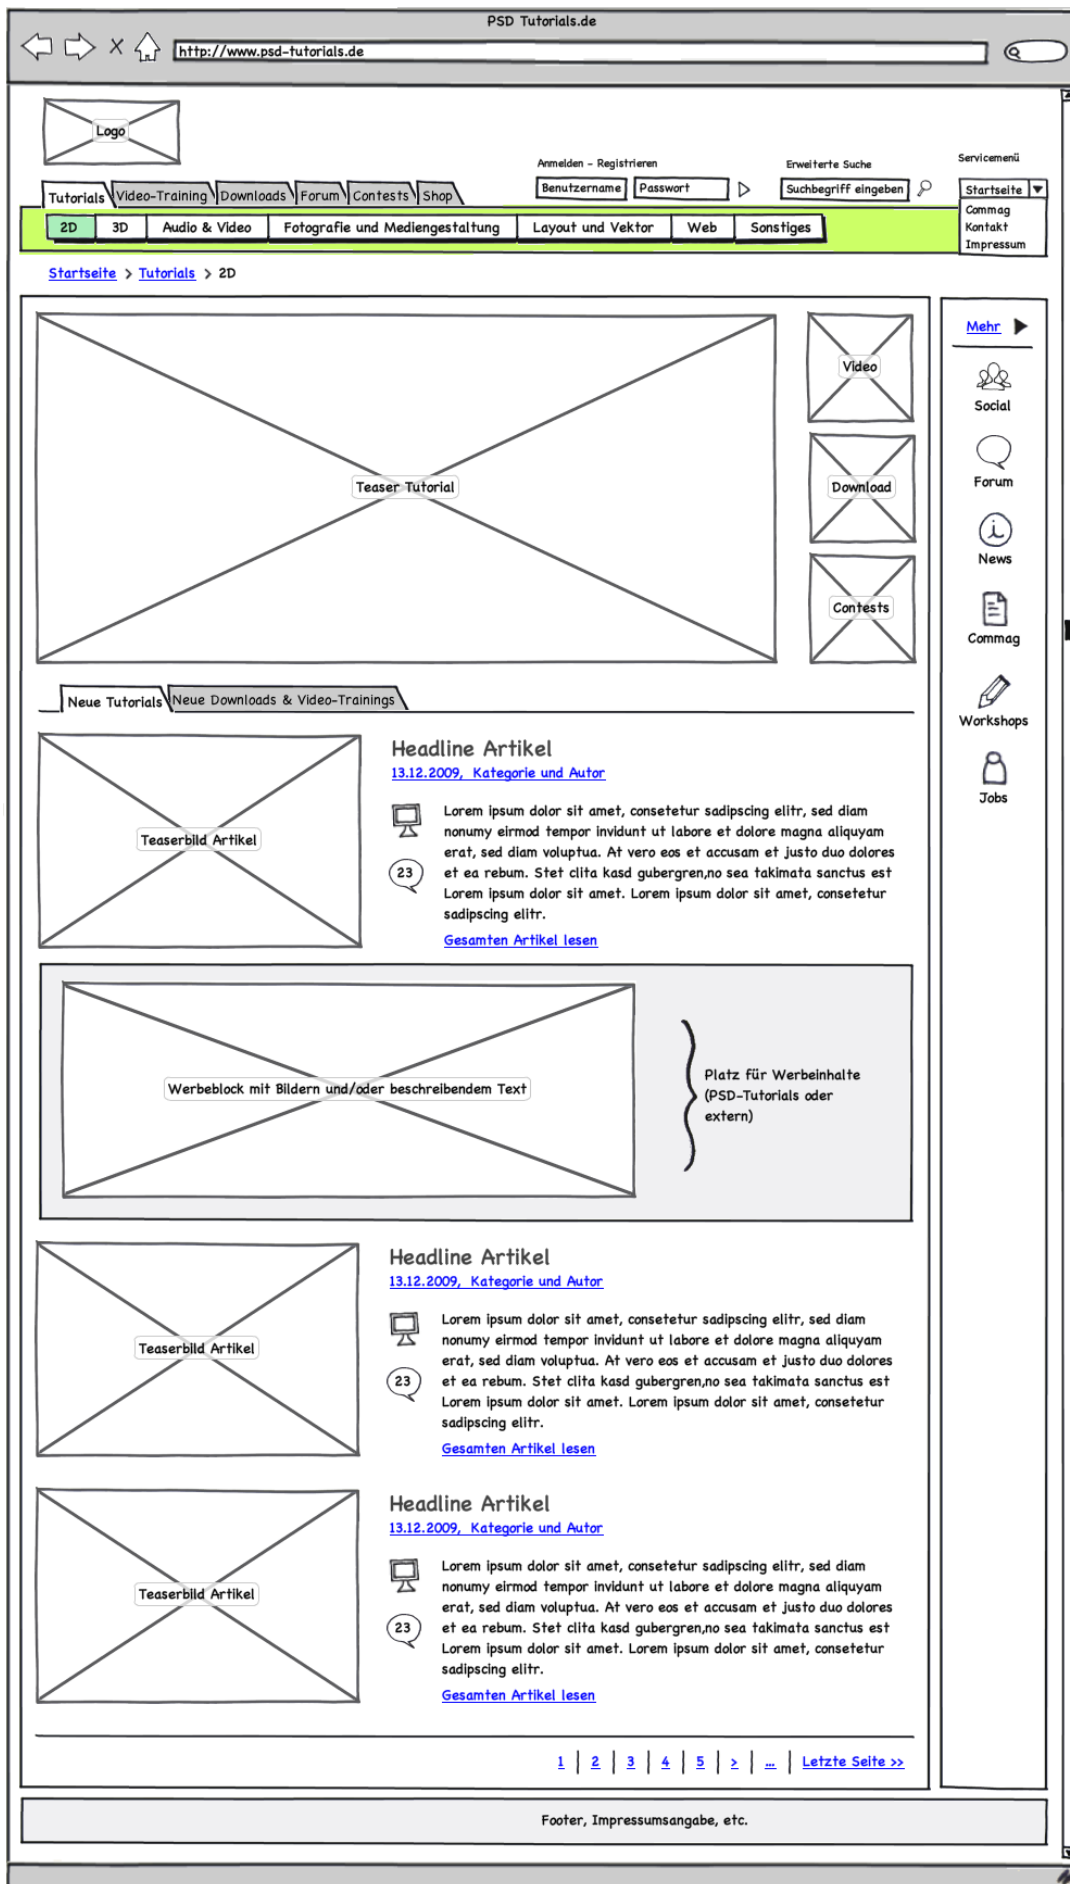 PSD Tutorials.de
http://www.psd-tutorials.de
Logo
Anmelden - Registrieren
Erweiterte Suche
Servicemenü
Tutorials Video-Training Downloads Forum Contests Shop
Benutzername Passwort
Suchbegriff eingeben
Startseite
Commag
Kontakt
Impressum
2D 3D Audio & Video Fotografie und Mediengestaltung Layout und Vektor Web Sonstiges
Startseite > Tutorials > 2D
Teaser Tutorial
Video
Download
Contests
Mehr
Social
Forum
News
Commag
Workshops
Jobs
Neue Tutorials Neue Downloads & Video-Trainings
Teaserbild Artikel
Headline Artikel
13.12.2009, Kategorie und Autor
23
Lorem ipsum dolor sit amet, consetetur sadipscing elitr, sed diam
nonumy eirmod tempor invidunt ut labore et dolore magna aliquyam
erat, sed diam voluptua. At vero eos et accusam et justo duo dolores
et ea rebum. Stet clita kasd gubergren,no sea takimata sanctus est
Lorem ipsum dolor sit amet. Lorem ipsum dolor sit amet, consetetur
sadipscing elitr.
Gesamten Artikel lesen
Werbeblock mit Bildern und/oder beschreibendem Text
Platz für Werbeinhalte
(PSD-Tutorials oder
extern)
Teaserbild Artikel
Headline Artikel
13.12.2009, Kategorie und Autor
23
Lorem ipsum dolor sit amet, consetetur sadipscing elitr, sed diam
nonumy eirmod tempor invidunt ut labore et dolore magna aliquyam
erat, sed diam voluptua. At vero eos et accusam et justo duo dolores
et ea rebum. Stet clita kasd gubergren,no sea takimata sanctus est
Lorem ipsum dolor sit amet. Lorem ipsum dolor sit amet, consetetur
sadipscing elitr.
Gesamten Artikel lesen
Teaserbild Artikel
Headline Artikel
13.12.2009, Kategorie und Autor
23
Lorem ipsum dolor sit amet, consetetur sadipscing elitr, sed diam
nonumy eirmod tempor invidunt ut labore et dolore magna aliquyam
erat, sed diam voluptua. At vero eos et accusam et justo duo dolores
et ea rebum. Stet clita kasd gubergren,no sea takimata sanctus est
Lorem ipsum dolor sit amet. Lorem ipsum dolor sit amet, consetetur
sadipscing elitr.
Gesamten Artikel lesen
1 | 2 | 3 | 4 | 5 | > | ... | Letzte Seite >>
Footer, Impressumsangabe, etc.